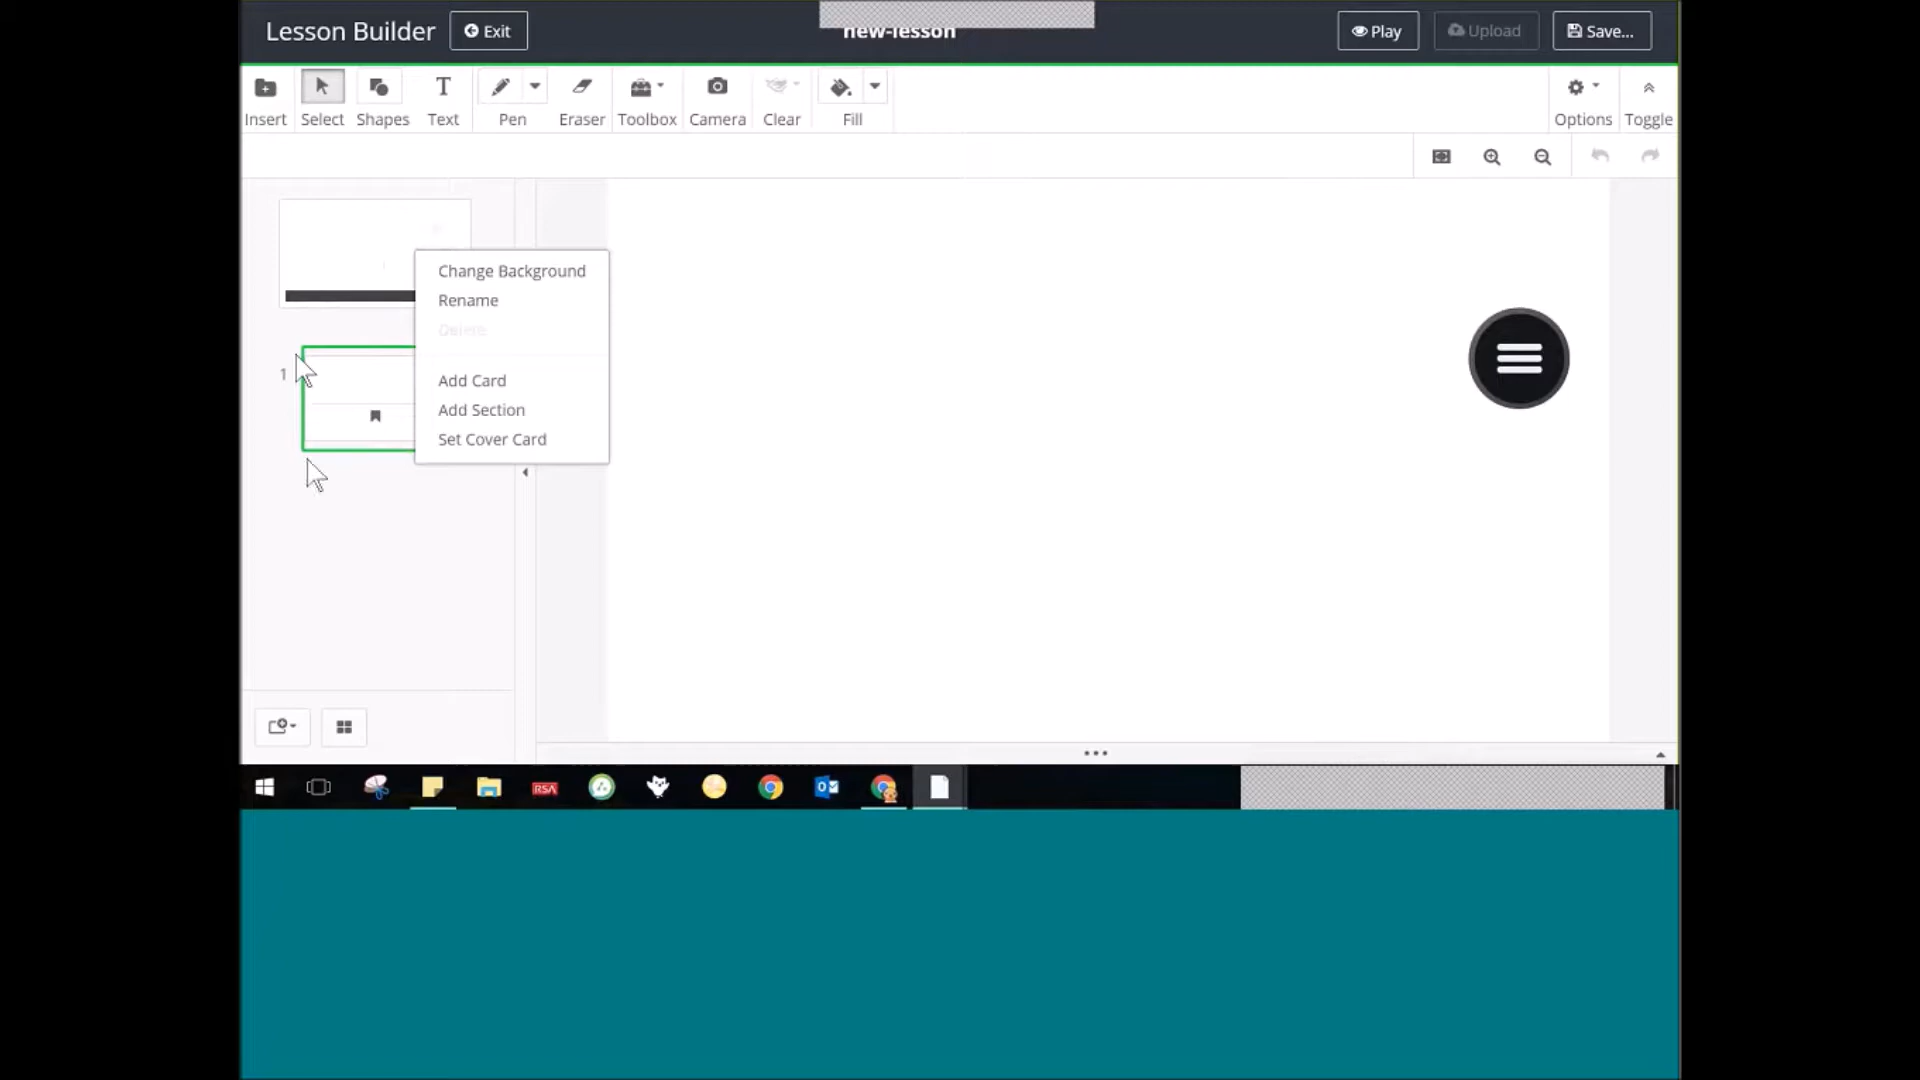 Lesson Builder Exit new-lesson Play Upload Save...
Insert Select Shapes Text Pen Eraser Toolbox Camera Clear Fill Options Toggle
Change Background
Rename
Delete
1
Add Card
Add Section
Set Cover Card
RSA